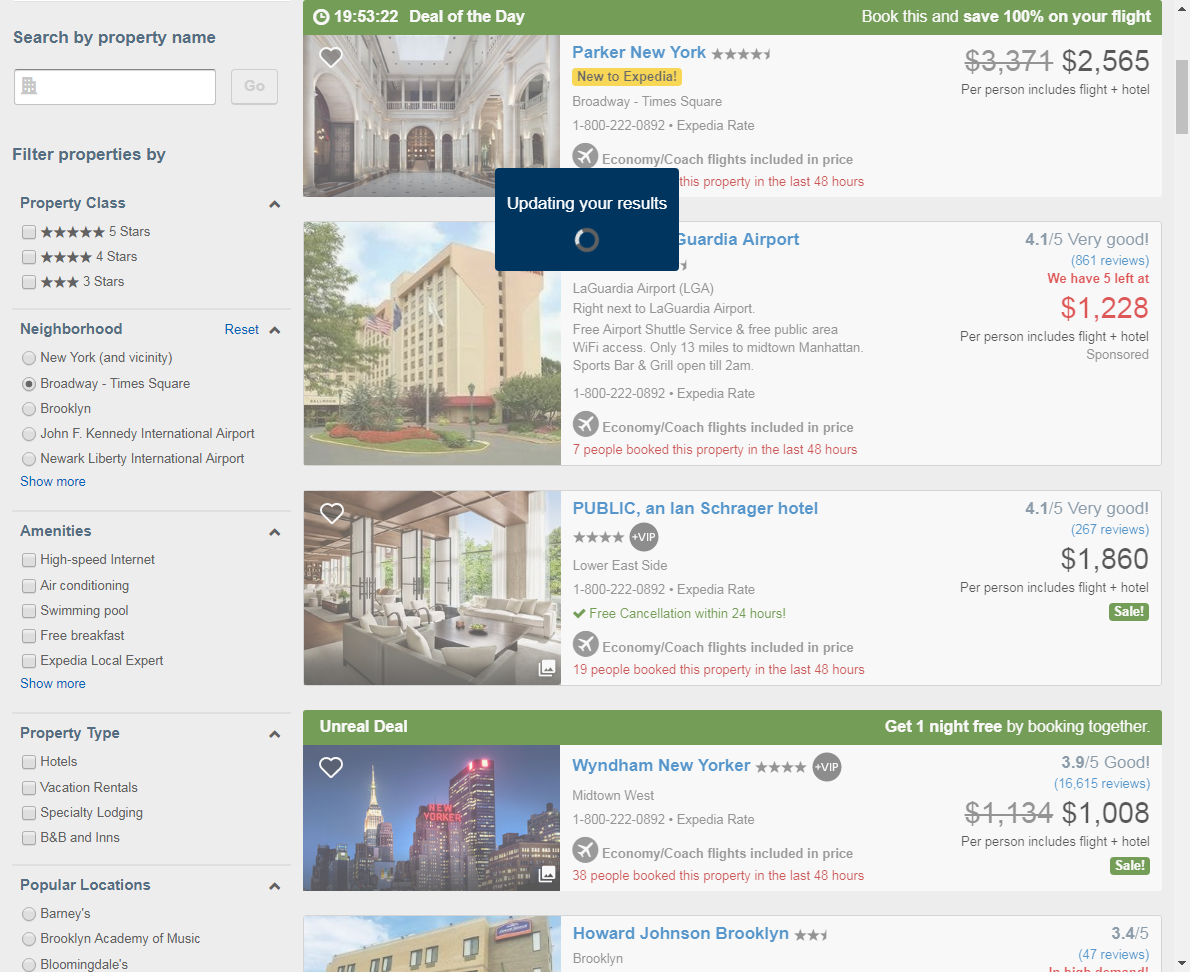 Search by property name
Go
Filter properties by
Property Class
5 Stars
4 Stars
3 Stars
Neighborhood
Reset
New York (and vicinity)
Broadway - Times Square
Brooklyn
John F. Kennedy International Airport
Newark Liberty International Airport
Show more
Amenities
High-speed Internet
Air conditioning
Swimming pool
Free breakfast
Expedia Local Expert
Show more
Property Type
Hotels
Vacation Rentals
Specialty Lodging
B&B and Inns
Popular Locations
Barney's
Brooklyn Academy of Music
Bloomingdale's
19:53:22 Deal of the Day
Book this and save 100% on your flight
Parker New York
New to Expedia!
Broadway - Times Square
1-800-222-0892 • Expedia Rate
Economy/Coach flights included in price
this property in the last 48 hours
$3,371 $2,565
Per person includes flight + hotel
Updating your results
Guardia Airport
LaGuardia Airport (LGA)
Right next to LaGuardia Airport.
Free Airport Shuttle Service & free public area
WiFi access. Only 13 miles to midtown Manhattan.
Sports Bar & Grill open till 2am.
1-800-222-0892 • Expedia Rate
Economy/Coach flights included in price
7 people booked this property in the last 48 hours
4.1/5 Very good!
(861 reviews)
We have 5 left at
$1,228
Per person includes flight + hotel
Sponsored
PUBLIC, an Ian Schrager hotel
+VIP
Lower East Side
1-800-222-0892 • Expedia Rate
Free Cancellation within 24 hours!
Economy/Coach flights included in price
19 people booked this property in the last 48 hours
4.1/5 Very good!
(267 reviews)
$1,860
Per person includes flight + hotel
Sale!
Unreal Deal
Get 1 night free by booking together.
NEW
YORKER
Wyndham New Yorker
+VIP
Midtown West
1-800-222-0892 • Expedia Rate
Economy/Coach flights included in price
38 people booked this property in the last 48 hours
3.9/5 Good!
(16,615 reviews)
$1,134 $1,008
Per person includes flight + hotel
Sale!
Howard Johnson Brooklyn
Brooklyn
3.4/5
(47 reviews)
In high demand!